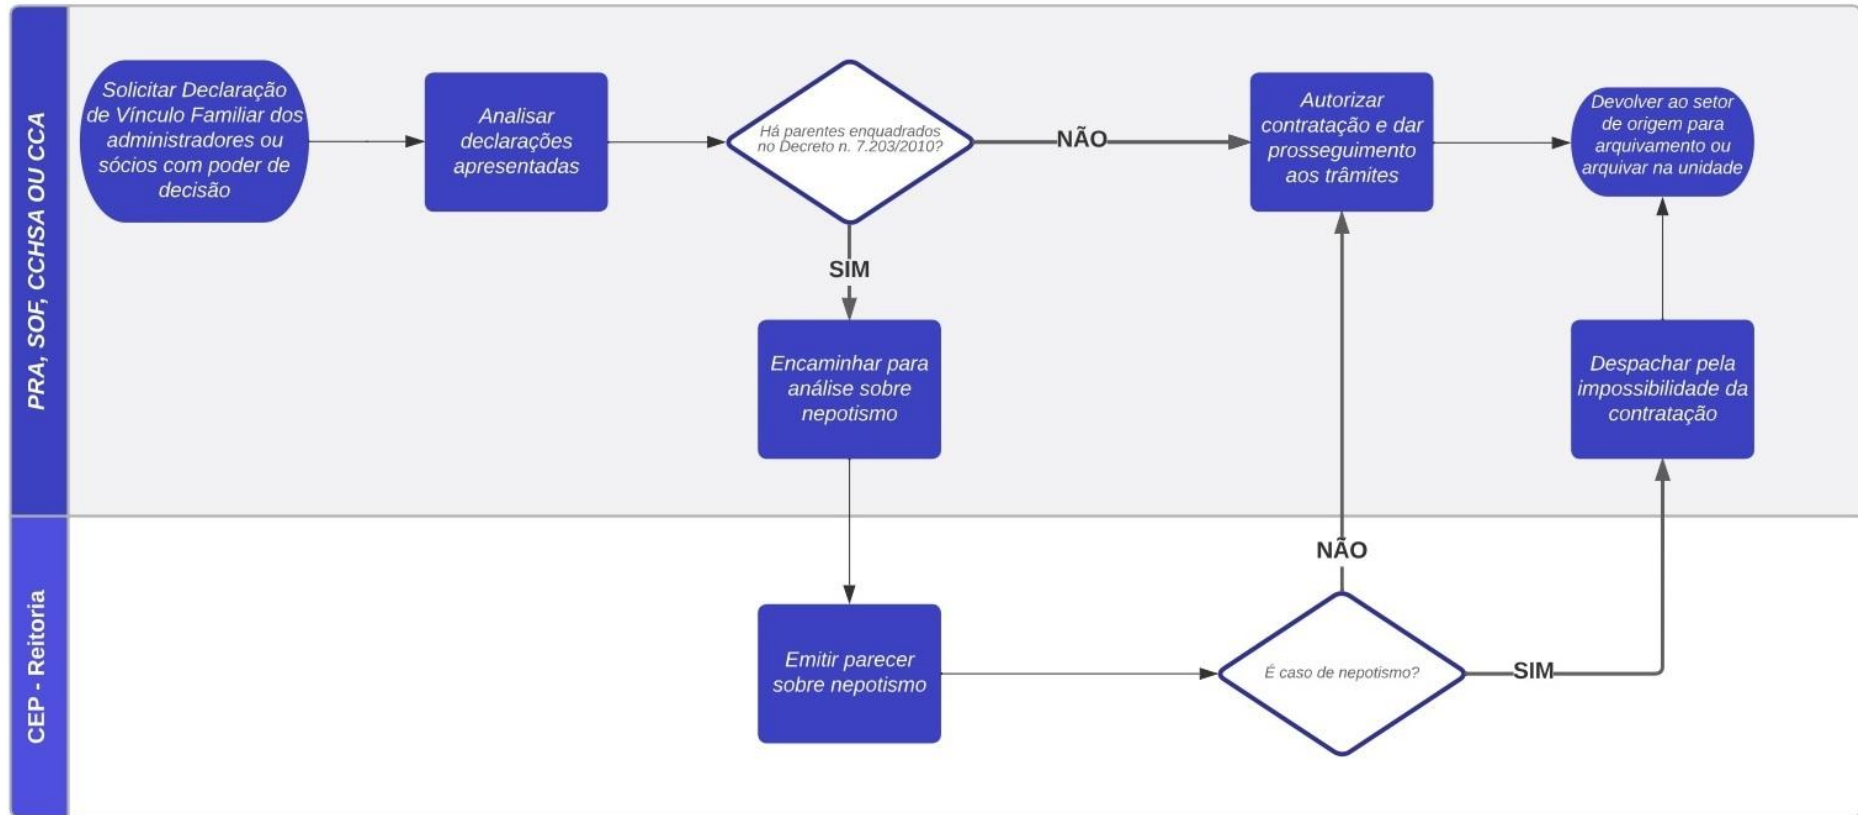 PRA, SOF, CCHSA OU CCA
Solicitar Declaração
de Vínculo Familiar dos
administradores ou
sócios com poder de
decisão
Analisar
declarações
apresentadas
Há parentes enquadrados
no Decreto n. 7.203/2010?
NÃO
Autorizar
contratação e dar
prosseguimento
aos trâmites
Devolver ao setor
de origem para
arquivamento ou
arquivar na unidade
SIM
Encaminhar para
análise sobre
nepotismo
Despachar pela
impossibilidade da
contratação
CEP - Reitoria
Emitir parecer
sobre nepotismo
É caso de nepotismo?
NÃO
SIM